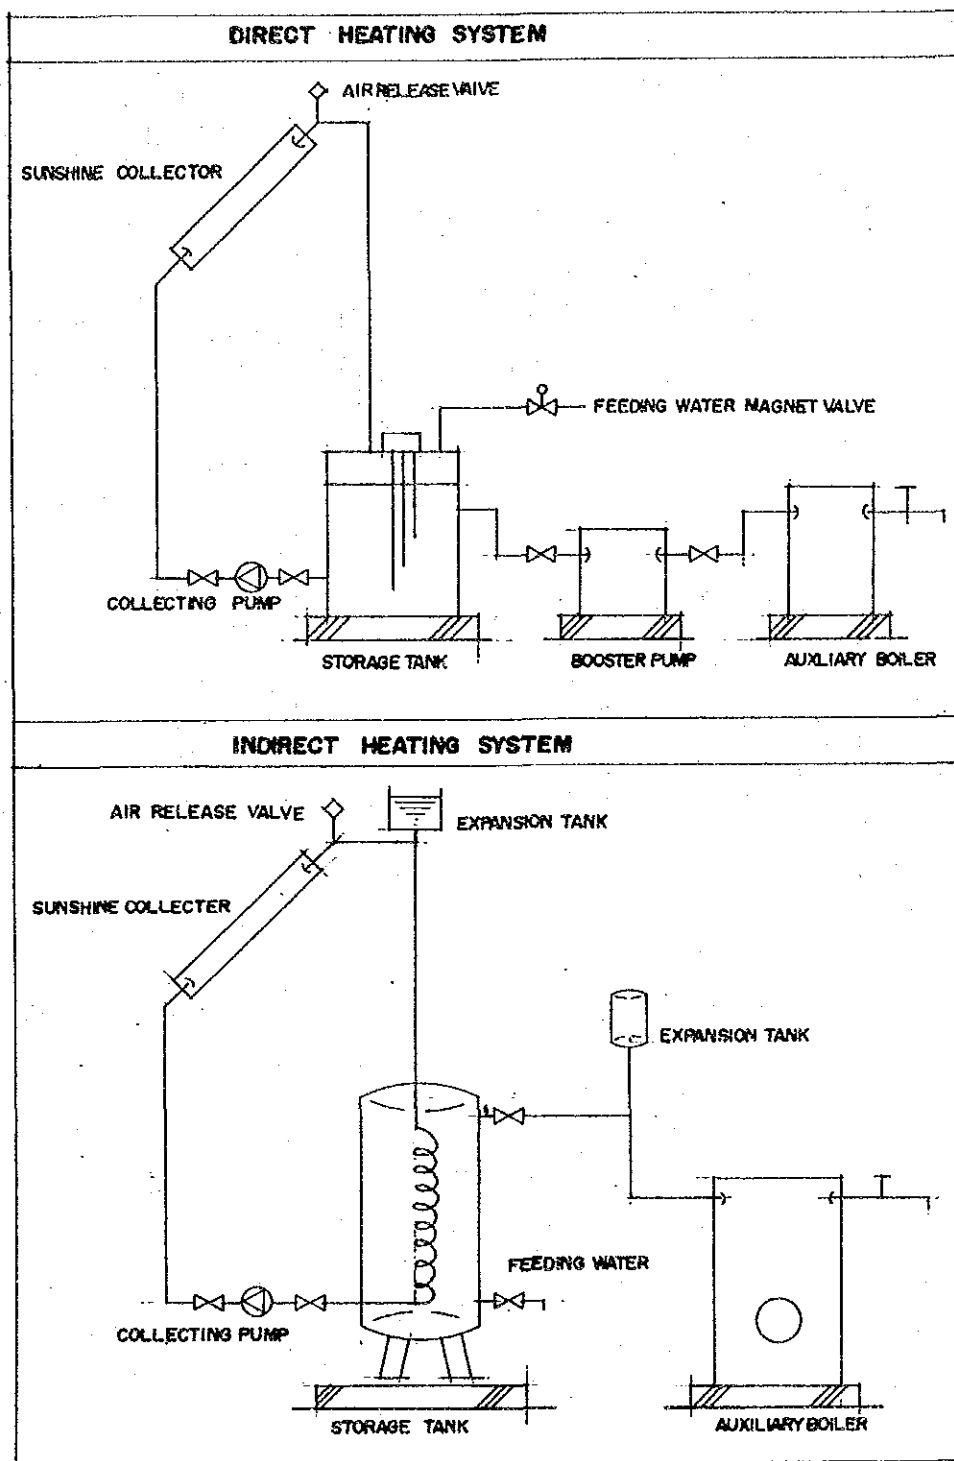 DIRECT HEATING SYSTEM
AIR RELEASE VAIVE
SUNSHINE COLLECTOR
FEEDING WATER MAGNET VALVE
COLLECTING PUMP
STORAGE TANK
BOOSTER PUMP
AUXLIARY BOILER
INDIRECT HEATING SYSTEM
AIR RELEASE VALVE
EXPANSION TANK
SUNSHINE COLLECTER
EXPANSION TANK
FEEDING WATER
COLLECTING PUMP
STORAGE TANK
AUXILIARY BOILER